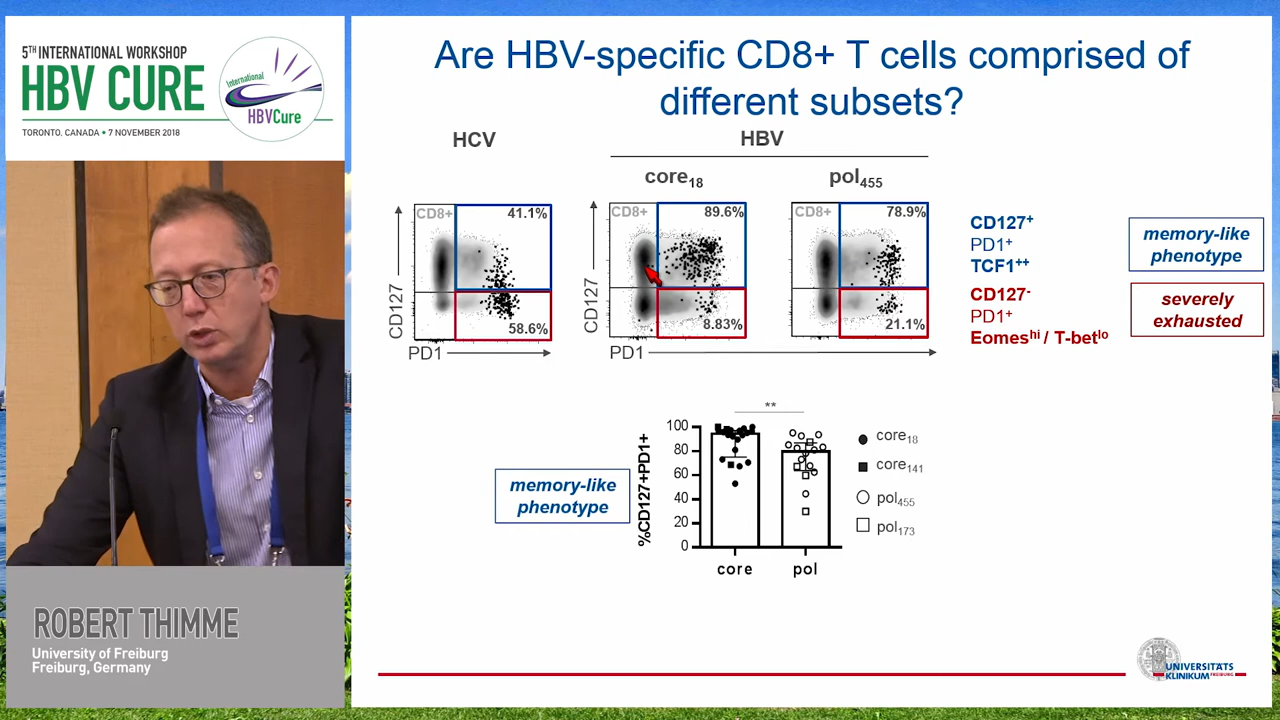 5TH INTERNATIONAL WORKSHOP
HBV CURE
TORONTO. CANADA • 7 NOVEMBER 2018
International
HBVCure
ROBERT THIMME
University of Freiburg
Freiburg, Germany
Are HBV-specific CD8+ T cells comprised of
different subsets?
HCV
HBV
core18
pol455
CD8+
41.1%
58.6%
CD127
PD1
CD8+
89.6%
8.83%
CD127
PD1
CD8+
78.9%
21.1%
CD127+
PD1+
TCF1++
memory-like
phenotype
CD127-
PD1+
Eomeshi / T-betlo
severely
exhausted
memory-like
phenotype
%CD127+PD1+
100
80
60
40
20
0
**
core
pol
core18
core141
pol455
pol173
UNIVERSITÄTS
KLINIKUM FREIBURG